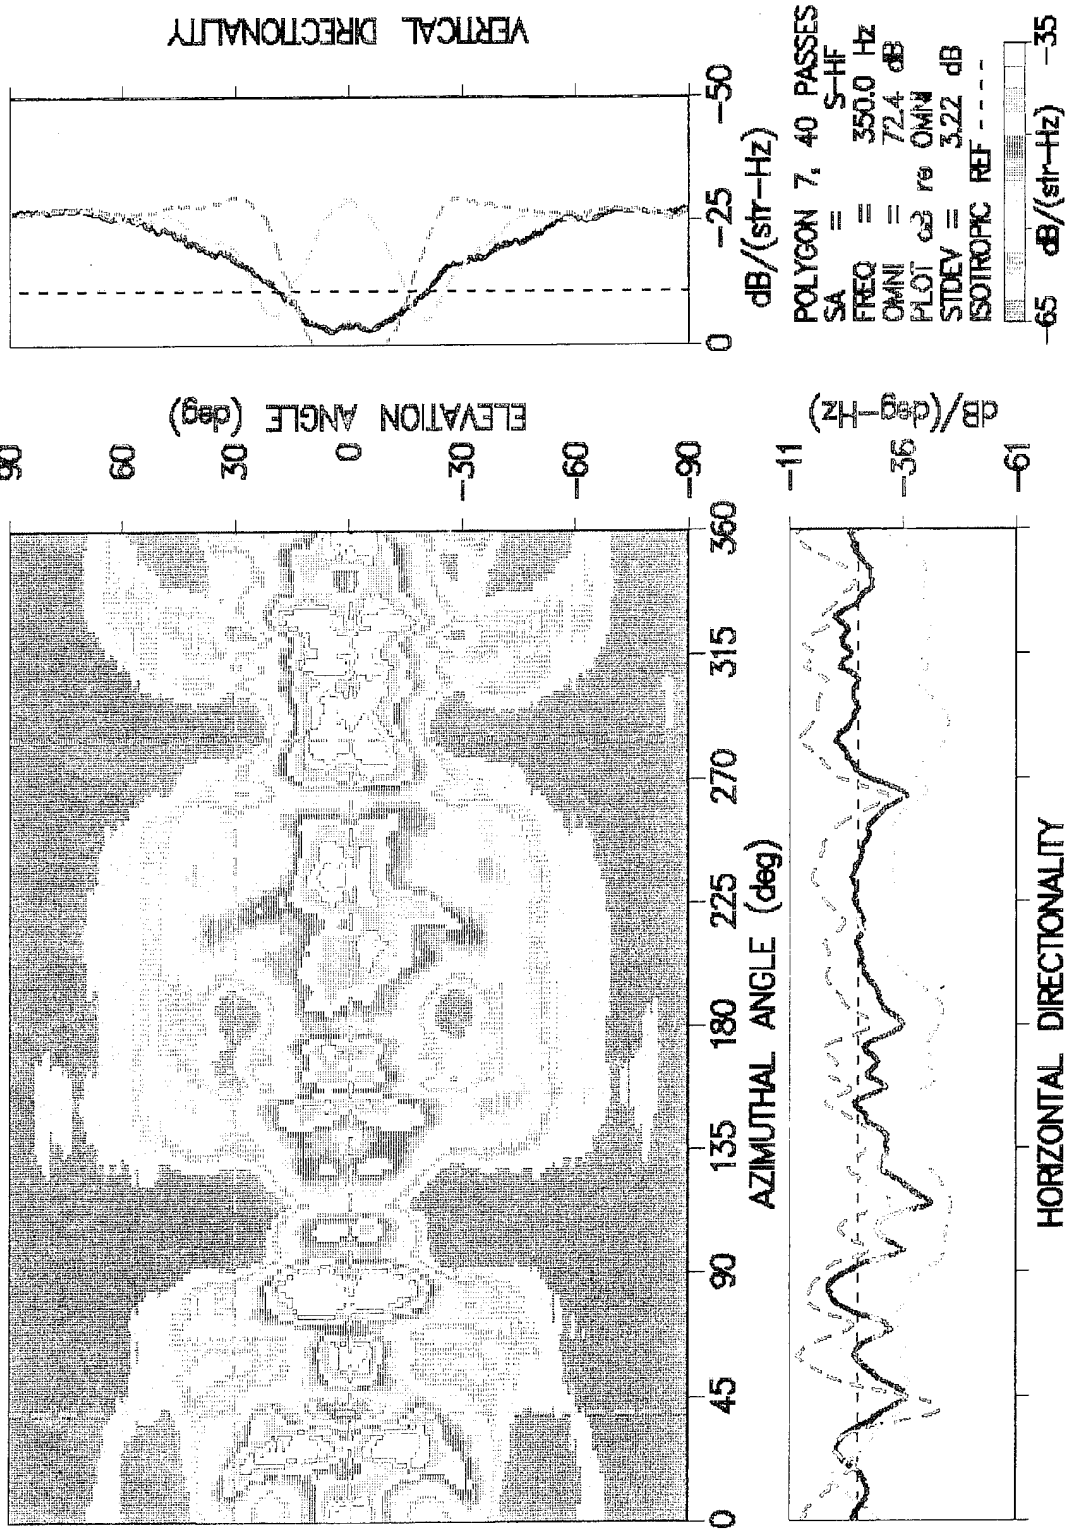 VERTICAL DIRECTIONALITY
0
-25
-50
dB/(str-Hz)
POLYGON 7, 40 PASSES
SA = S-HF
FREQ = 350.0 Hz
OMNI = 72.4 dB
PLOT dB re OMNI
STDEV = 3.22 dB
ISOTROPIC REF ----
-65
-35
dB/(str-Hz)
ELEVATION ANGLE (deg)
90
60
30
0
-30
-60
-90
0
45
90
135
180
225
270
315
360
AZIMUTHAL ANGLE (deg)
dB/(deg-Hz)
-11
-36
-61
HORIZONTAL DIRECTIONALITY